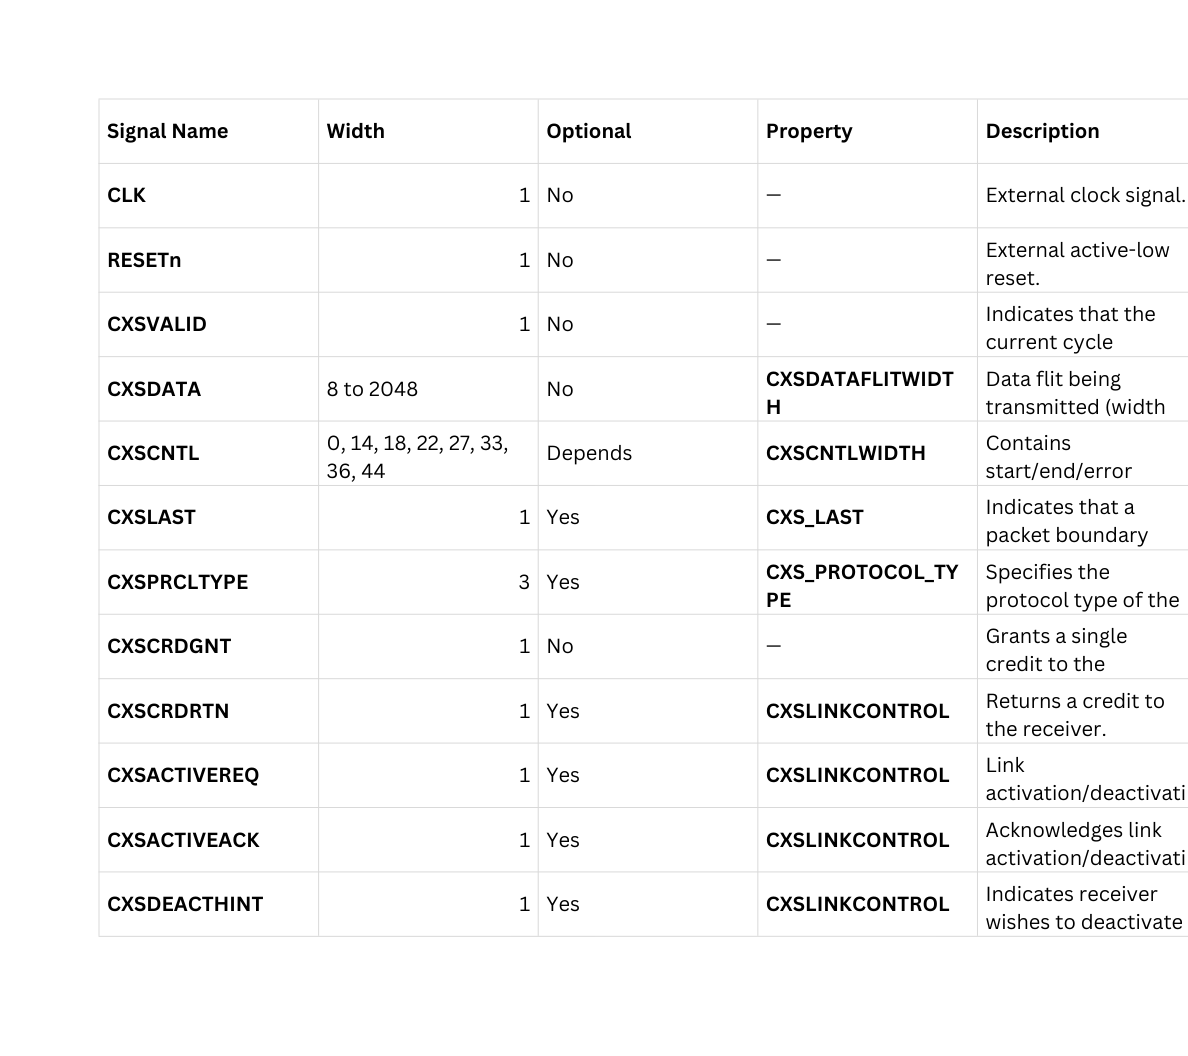 Signal Name Width Optional Property Description
CLK 1 No — External clock signal.
RESETn 1 No — External active-low
reset.
CXSVALID 1 No — Indicates that the
current cycle
CXSDATA 8 to 2048 No CXSDATAFLITWIDT Data flit being
H transmitted (width
CXSCNTL 0, 14, 18, 22, 27, 33, Depends CXSCNTLWIDTH Contains
36, 44 start/end/error
CXSLAST 1 Yes CXS_LAST Indicates that a
packet boundary
CXSPRCLTYPE 3 Yes CXS_PROTOCOL_TY Specifies the
PE protocol type of the
CXSCRDGNT 1 No — Grants a single
credit to the
CXSCRDRTN 1 Yes CXSLINKCONTROL Returns a credit to
the receiver.
CXSACTIVEREQ 1 Yes CXSLINKCONTROL Link
activation/deactivati
CXSACTIVEACK 1 Yes CXSLINKCONTROL Acknowledges link
activation/deactivati
CXSDEACTHINT 1 Yes CXSLINKCONTROL Indicates receiver
wishes to deactivate